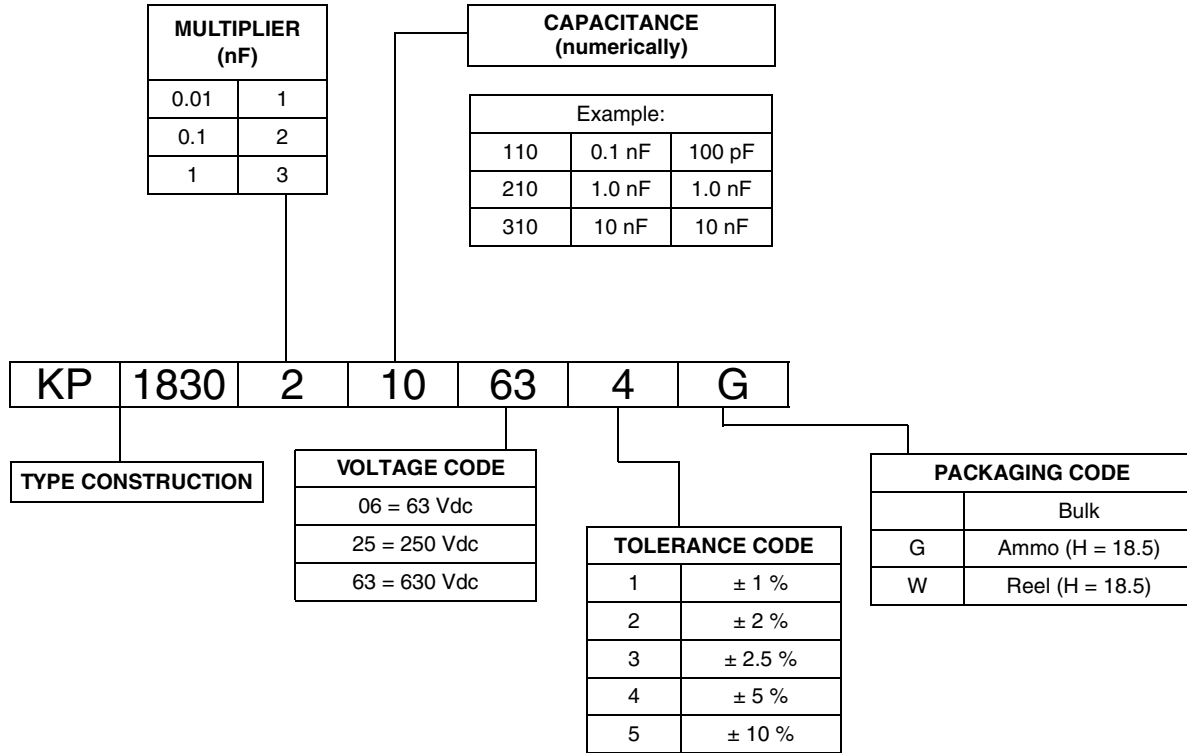 MULTIPLIER
(nF)
0.01 1
0.1 2
1 3
CAPACITANCE
(numerically)
Example:
110 0.1 nF 100 pF
210 1.0 nF 1.0 nF
310 10 nF 10 nF
KP 1830 2 10 63 4 G
TYPE CONSTRUCTION
VOLTAGE CODE
06 = 63 Vdc
25 = 250 Vdc
63 = 630 Vdc
TOLERANCE CODE
1 ± 1 %
2 ± 2 %
3 ± 2.5 %
4 ± 5 %
5 ± 10 %
PACKAGING CODE
Bulk
G Ammo (H = 18.5)
W Reel (H = 18.5)